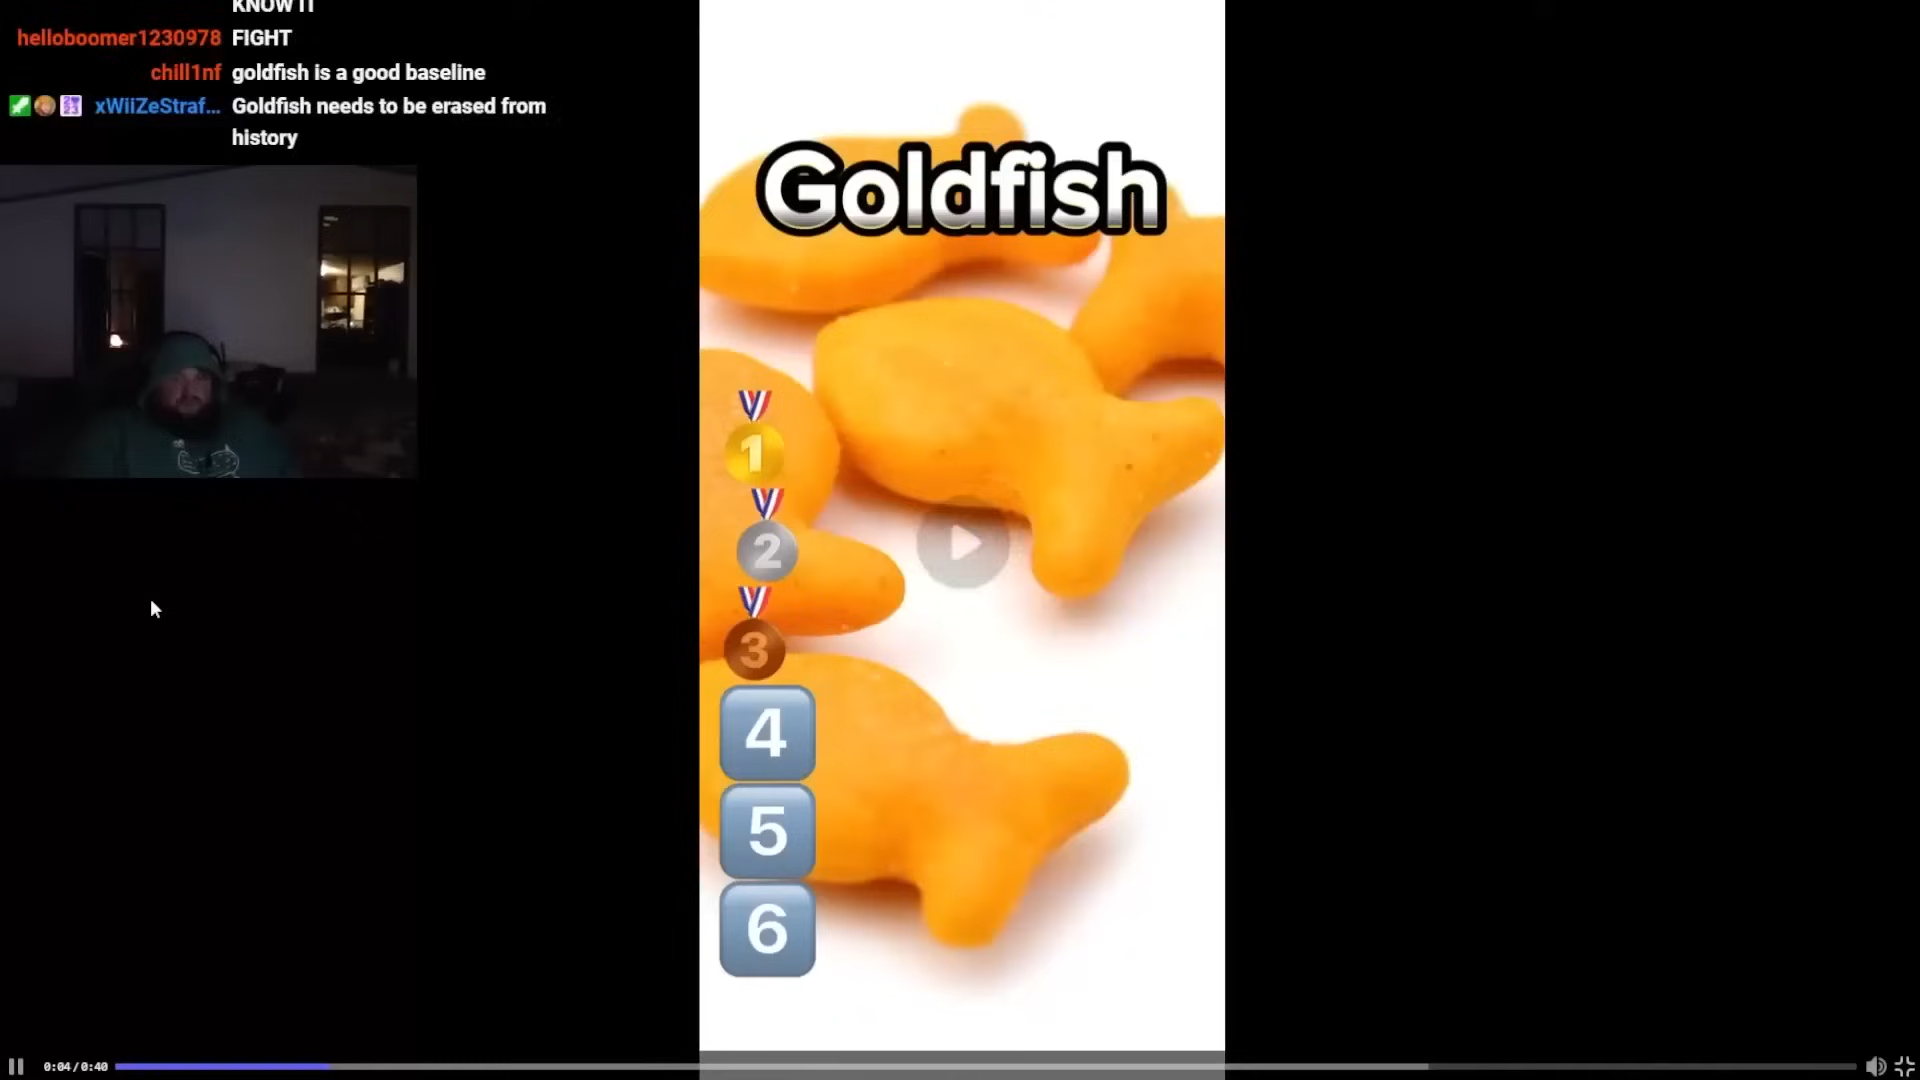 KNOW IT
helloboomer1230978 FIGHT
chill1nf goldfish is a good baseline
xWiiZeStraf... Goldfish needs to be erased from
history
Goldfish
1
2
3
4
5
6
0:04/0:40